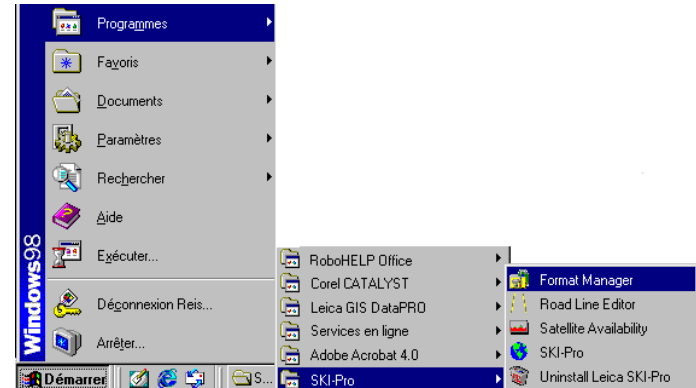 Programmes
Favoris
Documents
Paramètres
Rechercher
Aide
Exécuter...
Déconnexion Reis...
Arrêter...
Windows98
RoboHELP Office
Corel CATALYST
Leica GIS DataPRO
Services en ligne
Adobe Acrobat 4.0
SKI-Pro
Format Manager
Road Line Editor
Satellite Availability
SKI-Pro
Uninstall Leica SKI-Pro
Démarrer
S...